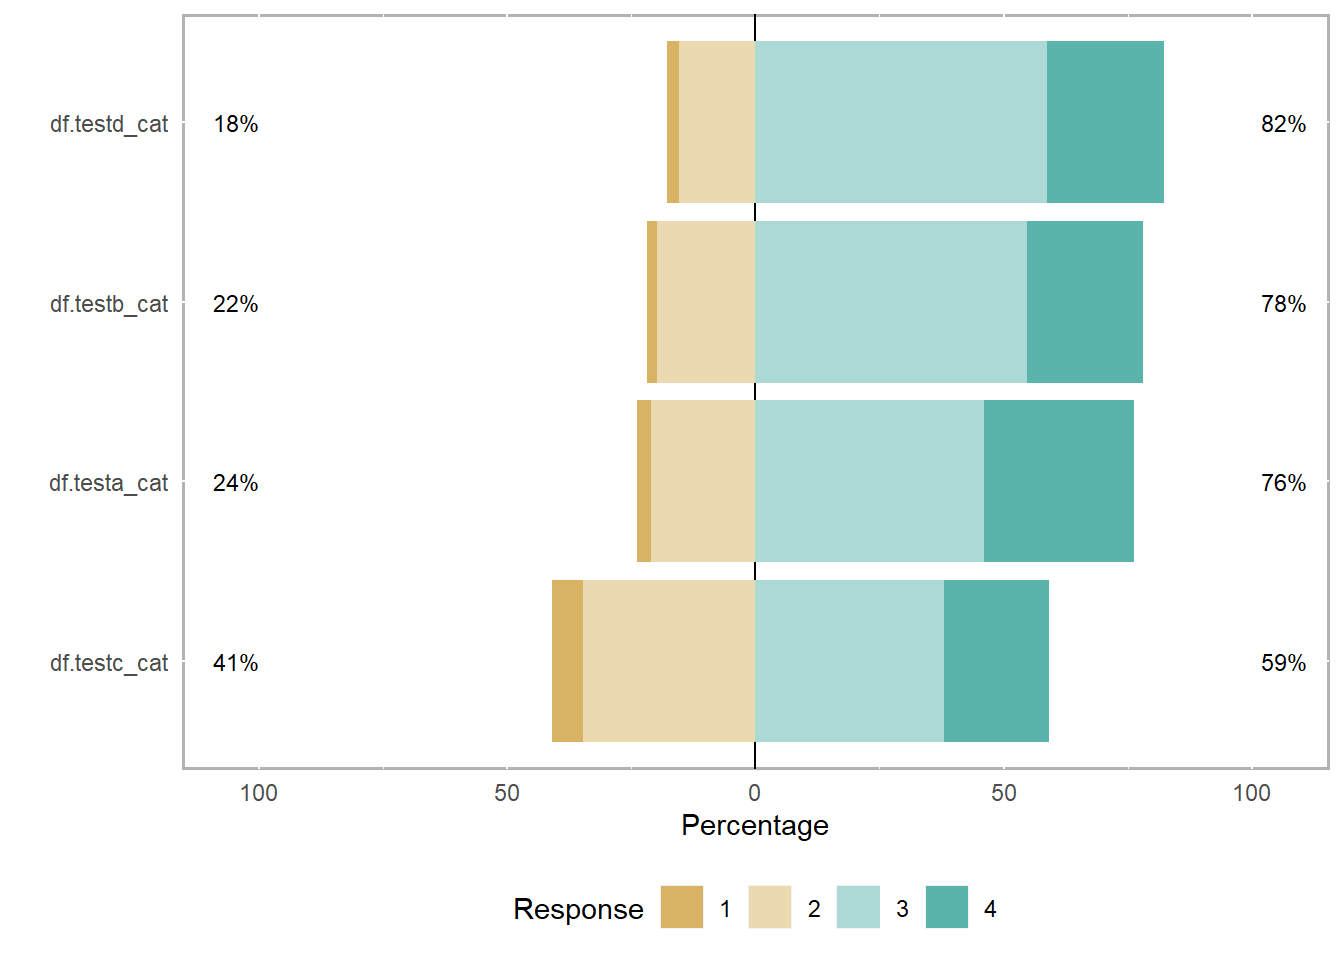 df.testd_cat 18% 82%
df.testb_cat 22% 78%
df.testa_cat 24% 76%
df.testc_cat 41% 59%
100 50 0 50 100
Percentage
Response 1 2 3 4